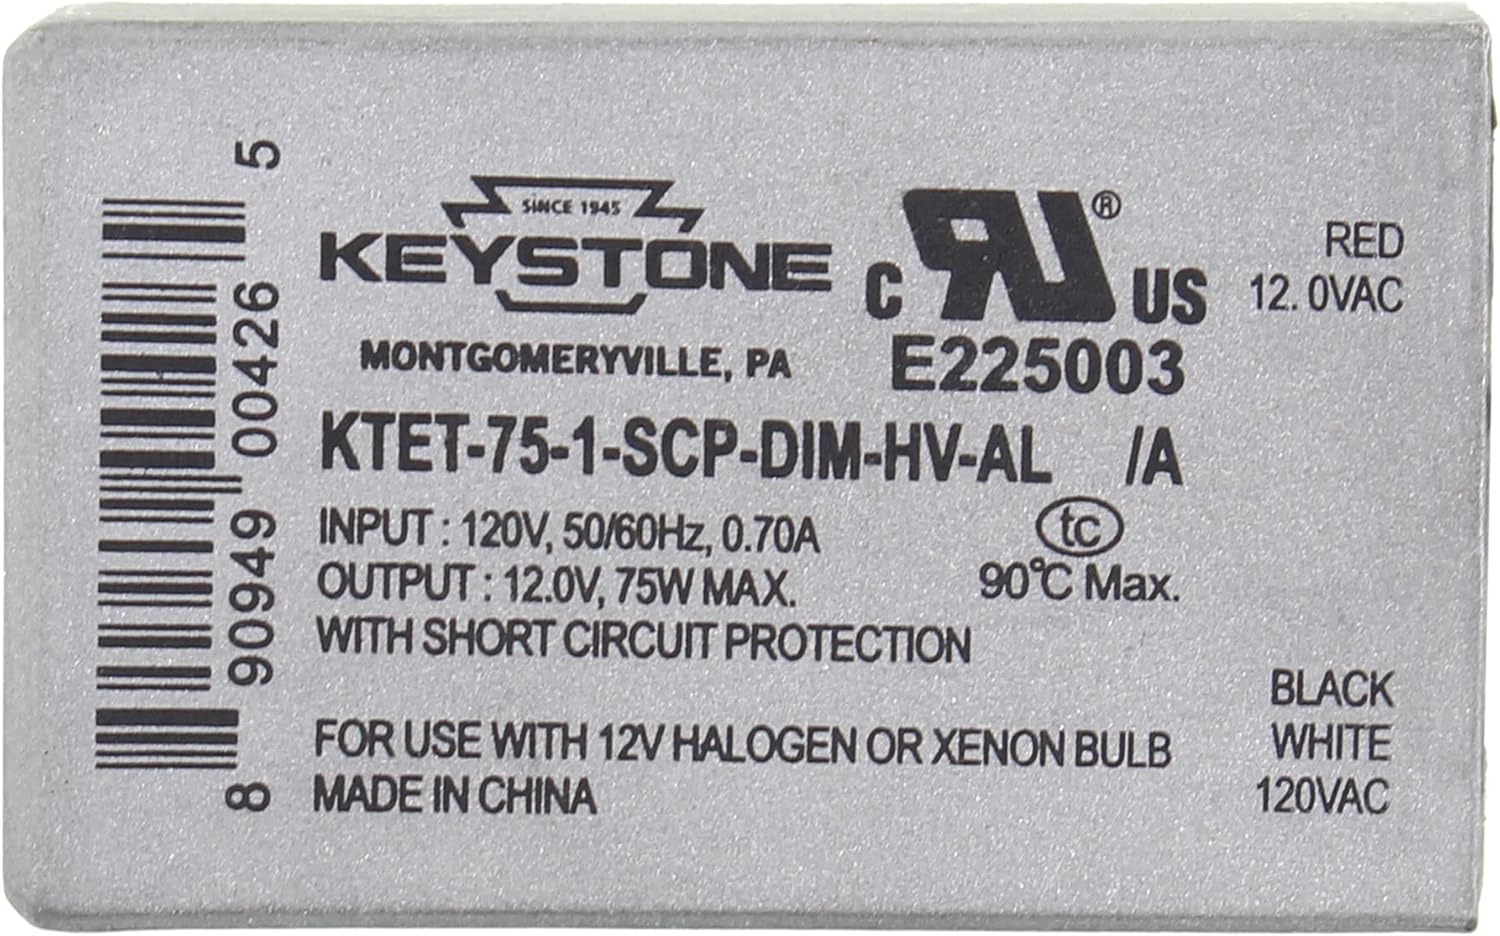 SINCE 1945
KEYSTONE
MONTGOMERYVILLE, PA
C RU® US
E225003
RED
12.0VAC
KTET-75-1-SCP-DIM-HV-AL /A
INPUT : 120V, 50/60Hz, 0.70A
OUTPUT : 12.0V, 75W MAX.
WITH SHORT CIRCUIT PROTECTION
tc
90℃ Max.
FOR USE WITH 12V HALOGEN OR XENON BULB
MADE IN CHINA
BLACK
WHITE
120VAC
8 90949 00426 5